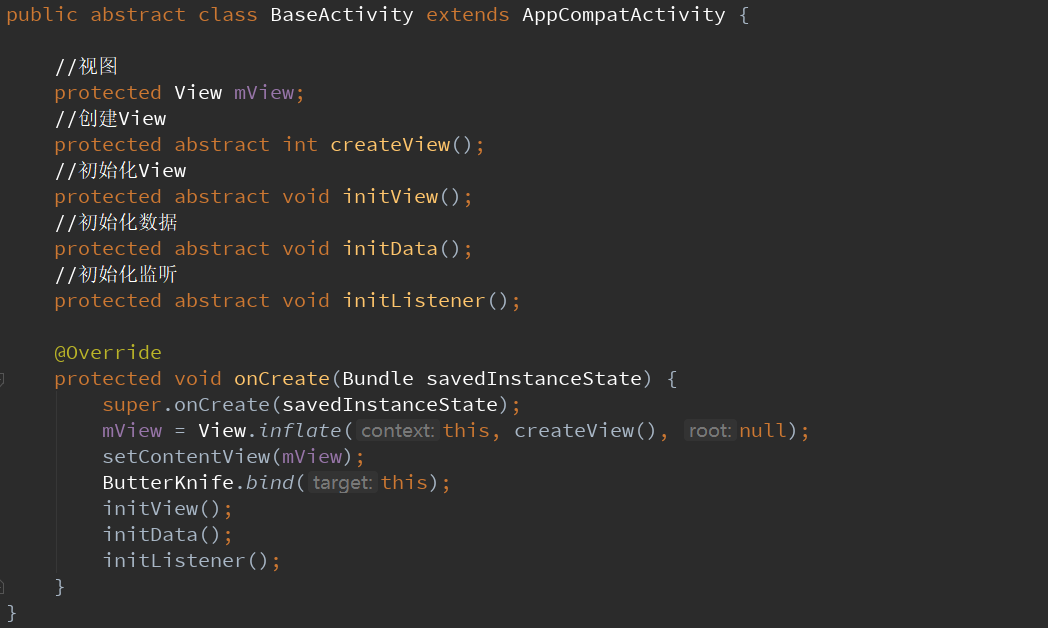 public abstract class BaseActivity extends AppCompatActivity {
//视图
protected View mView;
//创建View
protected abstract int createView();
//初始化View
protected abstract void initView();
//初始化数据
protected abstract void initData();
//初始化监听
protected abstract void initListener();
@Override
protected void onCreate(Bundle savedInstanceState) {
super.onCreate(savedInstanceState);
mView = View.inflate( context: this, createView(), root: null);
setContentView(mView);
ButterKnife.bind( target: this);
initView();
initData();
initListener();
}
}